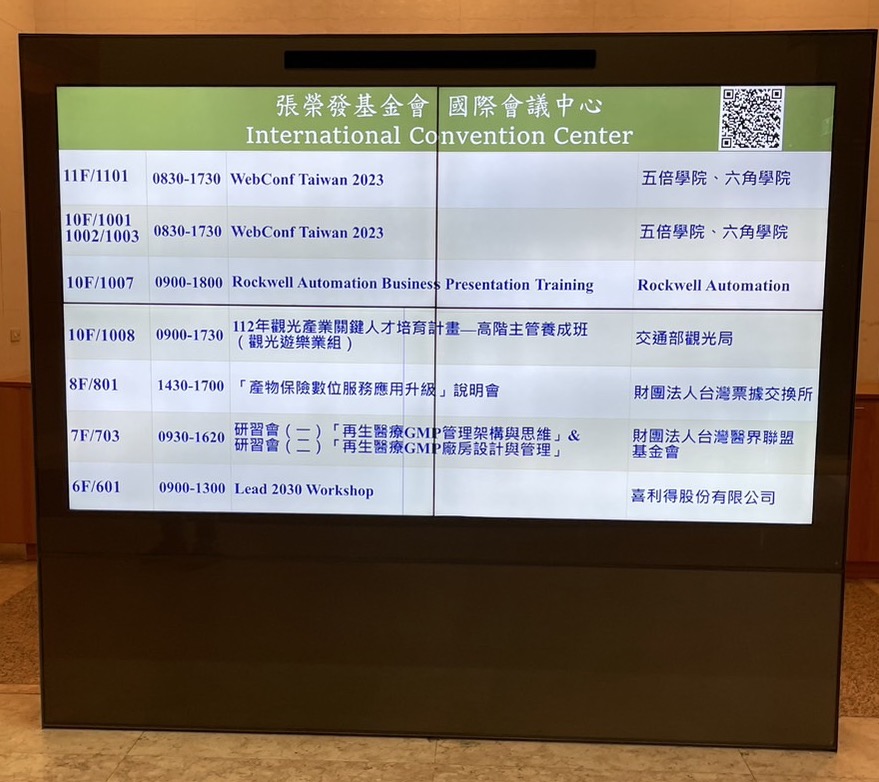 張榮發基金會 國際會議中心
International Convention Center
11F/1101 0830-1730 WebConf Taiwan 2023 五倍學院、六角學院
10F/1001
1002/1003 0830-1730 WebConf Taiwan 2023 五倍學院、六角學院
10F/1007 0900-1800 Rockwell Automation Business Presentation Training Rockwell Automation
10F/1008 0900-1730 112年觀光產業關鍵人才培育計畫—高階主管養成班
（觀光遊樂業組） 交通部觀光局
8F/801 1430-1700 「產物保險數位服務應用升級」說明會 財團法人台灣票據交換所
7F/703 0930-1620 研習會（一）「再生醫療GMP管理架構與思維」&
研習會（二）「再生醫療GMP廠房設計與管理」 財團法人台灣醫界聯盟
基金會
6F/601 0900-1300 Lead 2030 Workshop 喜利得股份有限公司